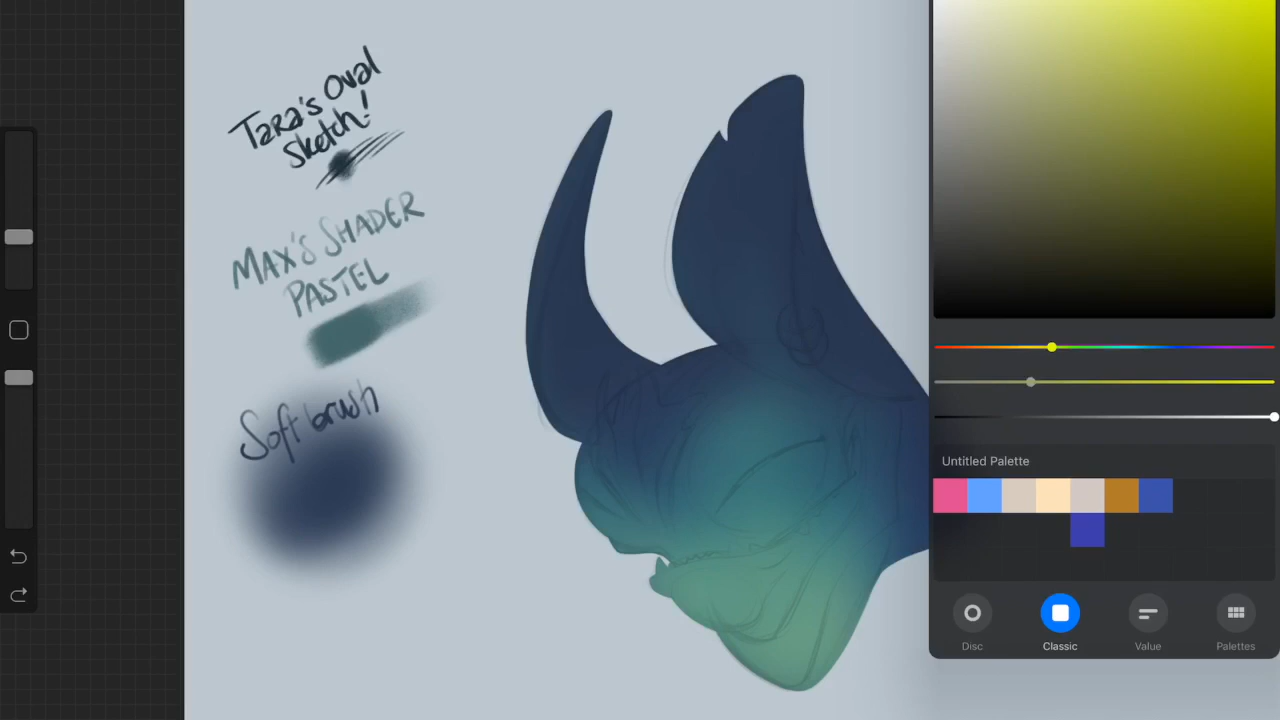 Tara's Oval
Sketch!
MAX'S SHADER
PASTEL
Soft brush
Untitled Palette
Disc
Classic
Value
Palettes